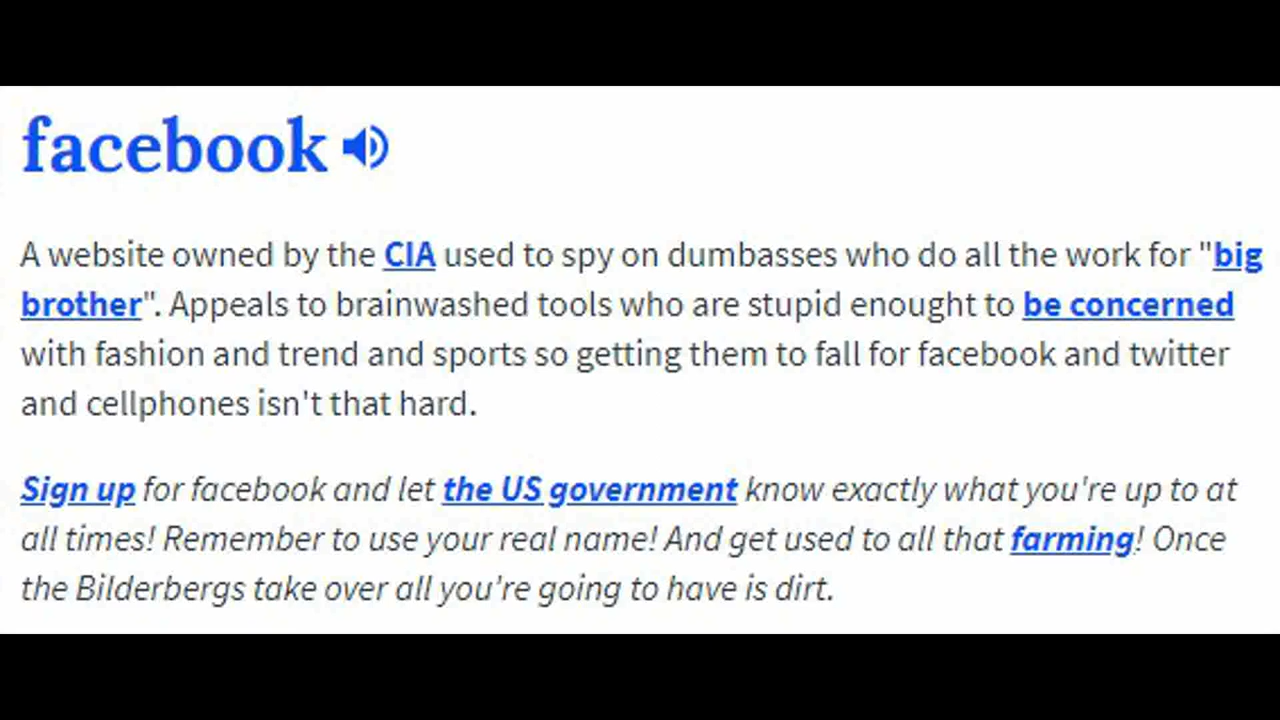 facebook
A website owned by the CIA used to spy on dumbasses who do all the work for "big
brother". Appeals to brainwashed tools who are stupid enought to be concerned
with fashion and trend and sports so getting them to fall for facebook and twitter
and cellphones isn't that hard.
Sign up for facebook and let the US government know exactly what you're up to at
all times! Remember to use your real name! And get used to all that farming! Once
the Bilderbergs take over all you're going to have is dirt.